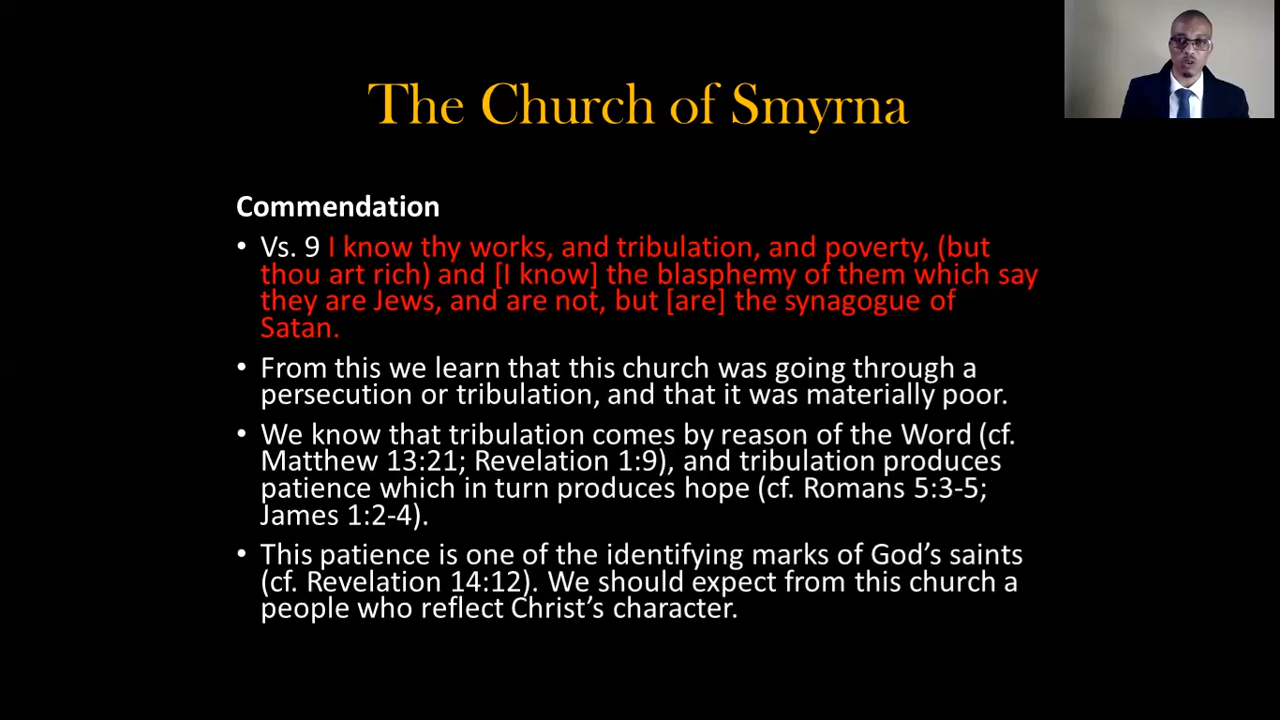 The Church of Smyrna
Commendation
• Vs. 9 I know thy works, and tribulation, and poverty, (but
thou art rich) and [I know] the blasphemy of them which say
they are Jews, and are not, but [are] the synagogue of
Satan.
• From this we learn that this church was going through a
persecution or tribulation, and that it was materially poor.
• We know that tribulation comes by reason of the Word (cf.
Matthew 13:21; Revelation 1:9), and tribulation produces
patience which in turn produces hope (cf. Romans 5:3-5;
James 1:2-4).
• This patience is one of the identifying marks of God’s saints
(cf. Revelation 14:12). We should expect from this church a
people who reflect Christ’s character.